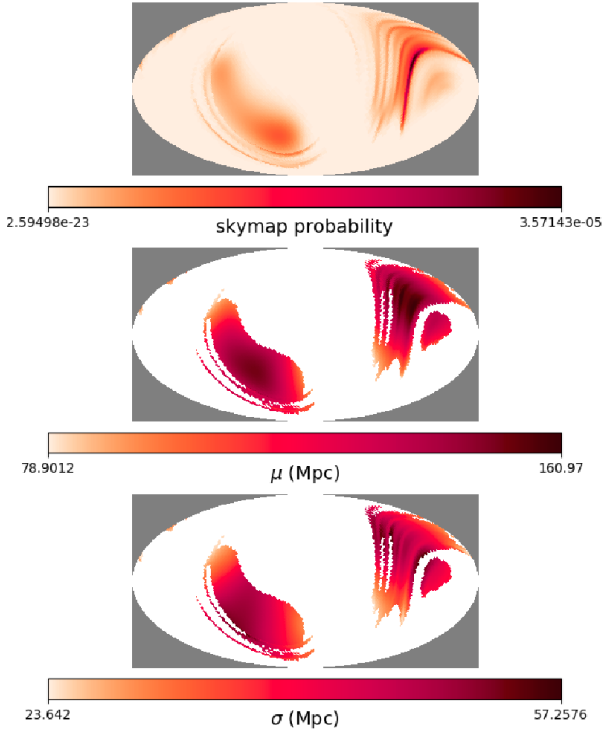 2.59498e-23 3.57143e-05
skymap probability
78.9012 160.97
μ (Mpc)
23.642 57.2576
σ (Mpc)